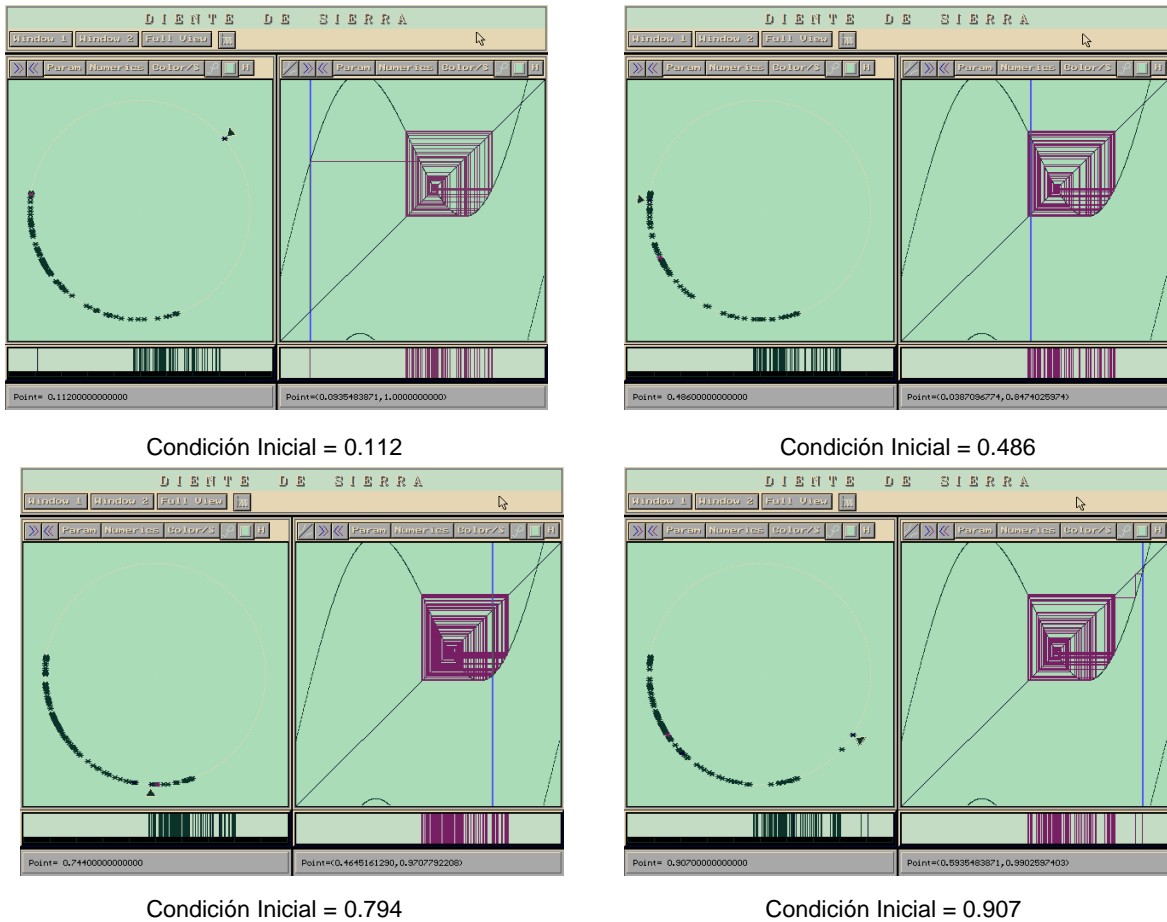 DIENTE DE SIERRA
Window 1 Window 2 Full View
Param Numerics Color/S H
Param Numerics Color/S H
Point= 0.11200000000000
Point=(0.0935483871,1.0000000000)
Condición Inicial = 0.112
DIENTE DE SIERRA
Window 1 Window 2 Full View
Param Numerics Color/S H
Param Numerics Color/S H
Point= 0.48600000000000
Point=(0.0387096774,0.8474025974)
Condición Inicial = 0.486
DIENTE DE SIERRA
Window 1 Window 2 Full View
Param Numerics Color/S H
Param Numerics Color/S H
Point= 0.74400000000000
Point=(0.4645161290,0.9707792208)
Condición Inicial = 0.794
DIENTE DE SIERRA
Window 1 Window 2 Full View
Param Numerics Color/S H
Param Numerics Color/S H
Point= 0.90700000000000
Point=(0.5935483871,0.9902597403)
Condición Inicial = 0.907